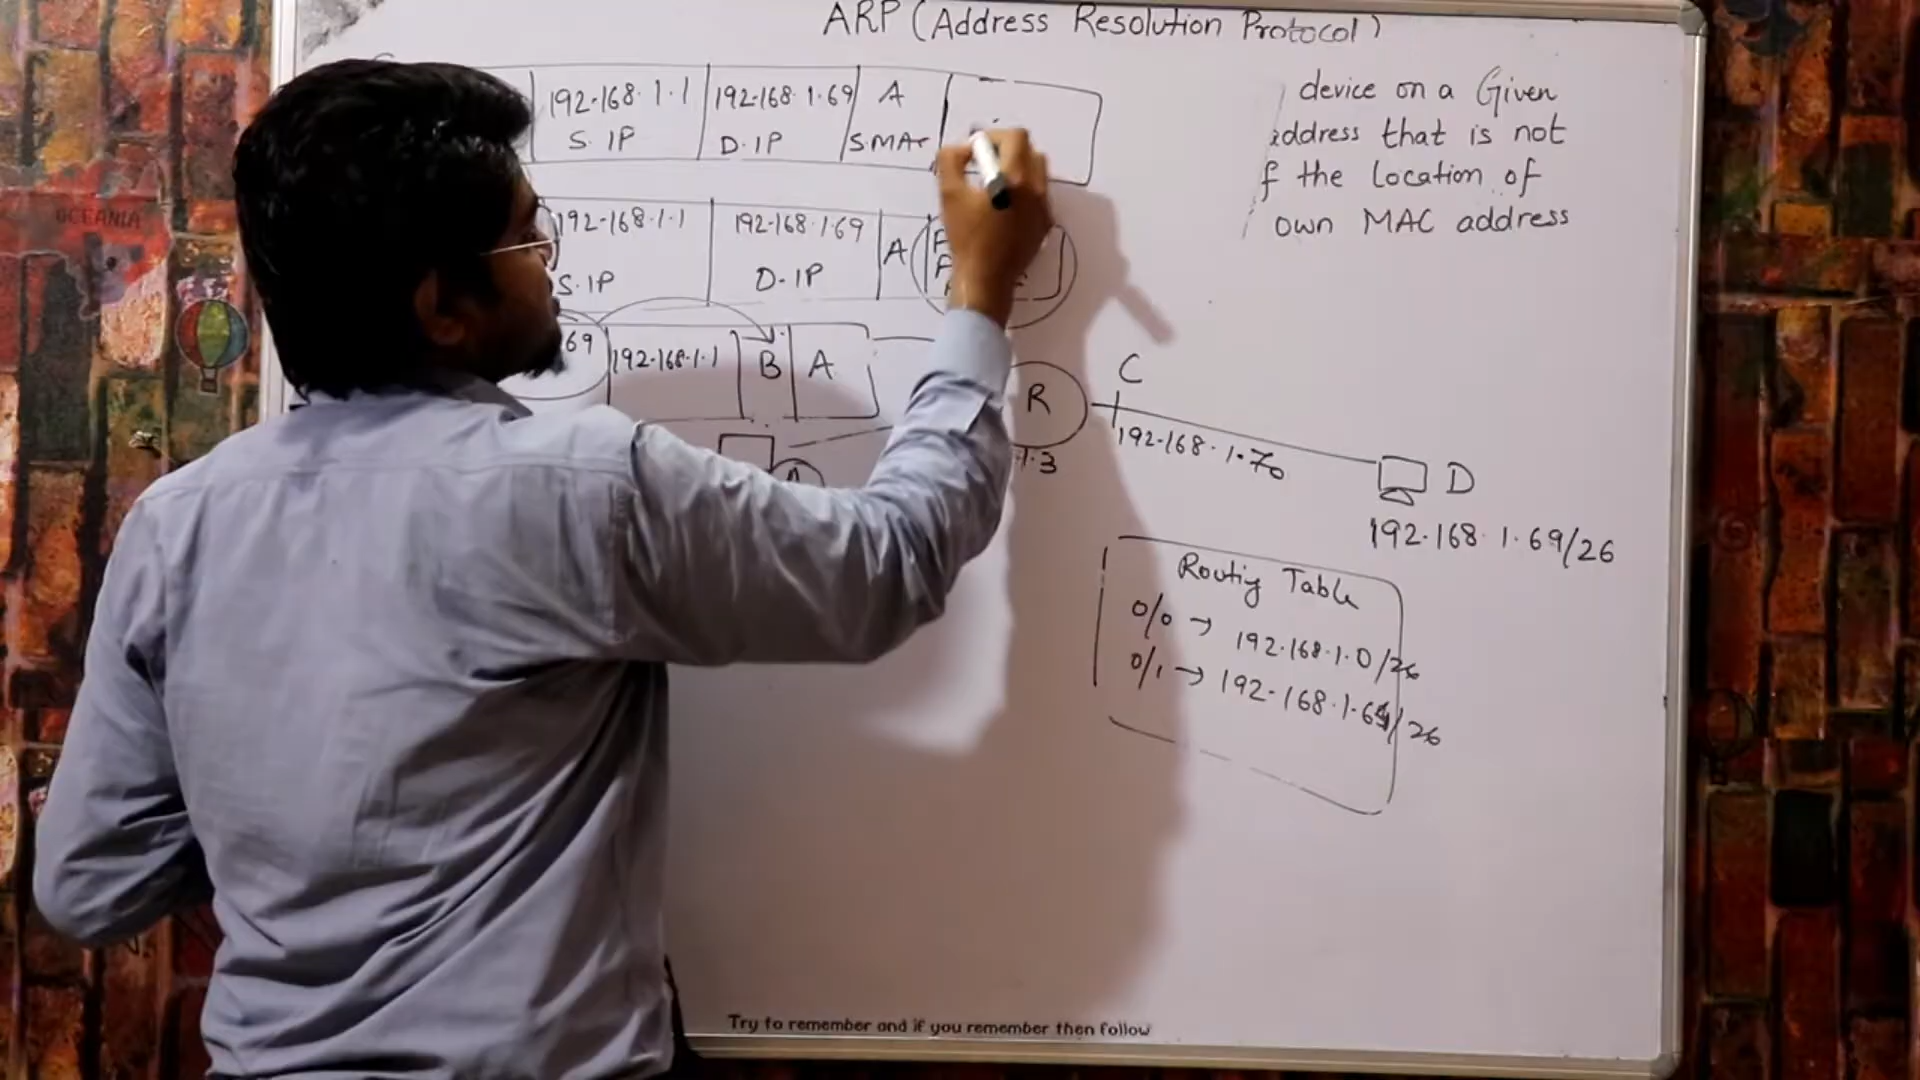 ARP (Address Resolution Protocol)
192.168.1.1 192.168.1.69 A
S.IP D.IP S.MAC
device on a Given
address that is not
f the Location of
own MAC address
192.168.1.1 192.168.1.69 A
S.IP D.IP
69 192.168.1.1 B A
R C
192.168.1.70
1.3
D
192.168.1.69/26
Routig Table
0/0 → 192.168.1.0/26
0/1 → 192.168.1.64/26
OCEANIA
Try to remember and if you remember then follow